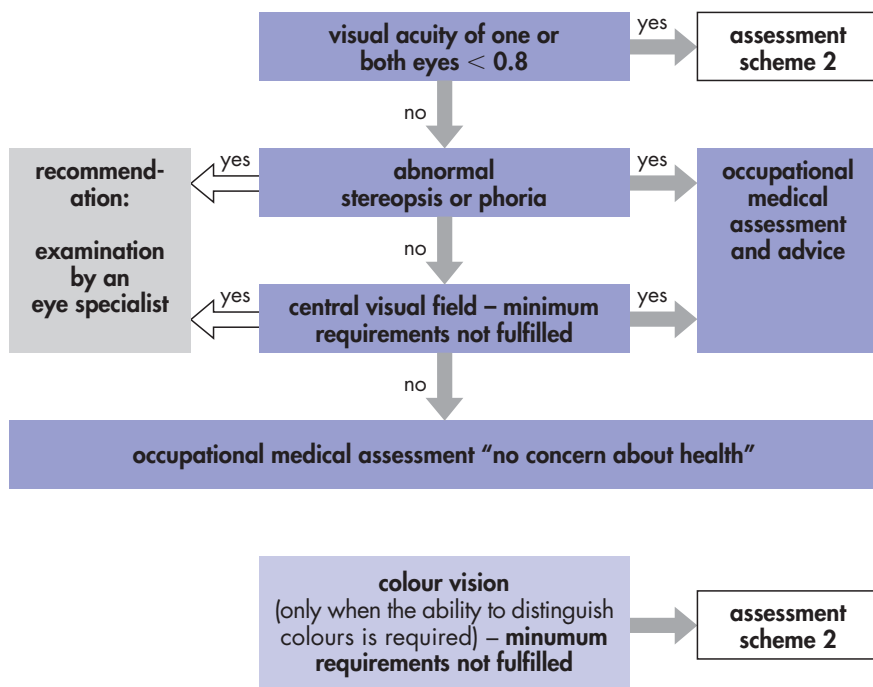 visual acuity of one or
both eyes < 0.8
yes
assessment
scheme 2
no
recommend-
ation:
examination
by an
eye specialist
yes
abnormal
stereopsis or phoria
yes
occupational
medical
assessment
and advice
no
yes
central visual field – minimum
requirements not fulfilled
yes
no
occupational medical assessment “no concern about health”
colour vision
(only when the ability to distinguish
colours is required) – minumum
requirements not fulfilled
assessment
scheme 2